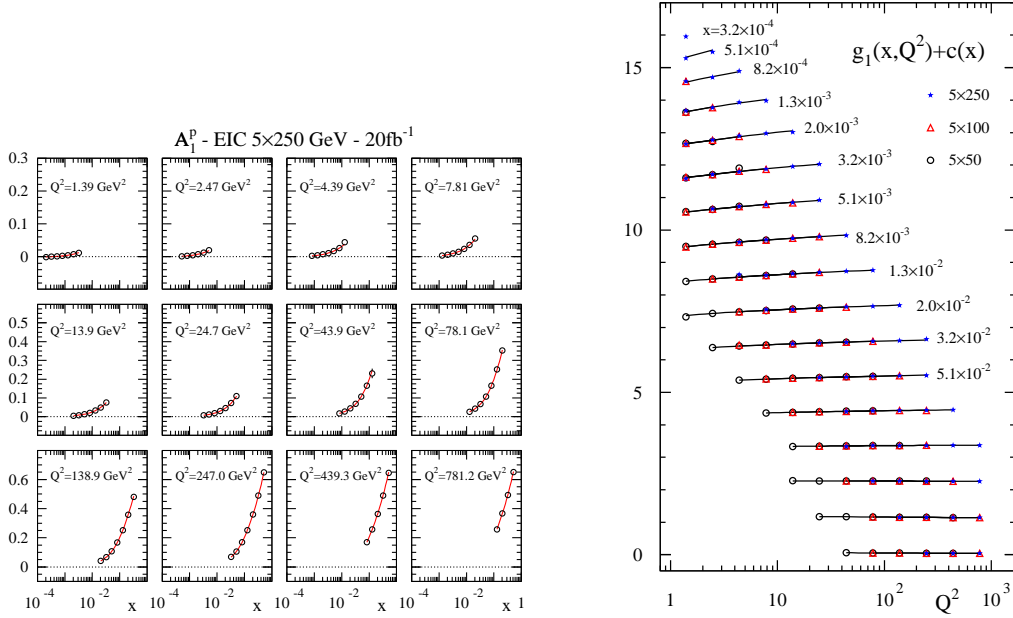 A₁ᵖ - EIC 5×250 GeV - 20fb⁻¹
0.3
0.2
0.1
0
Q²=1.39 GeV²
Q²=2.47 GeV²
Q²=4.39 GeV²
Q²=7.81 GeV²
0.5
0.4
0.3
0.2
0.1
0
Q²=13.9 GeV²
Q²=24.7 GeV²
Q²=43.9 GeV²
Q²=78.1 GeV²
0.6
0.4
0.2
0
Q²=138.9 GeV²
Q²=247.0 GeV²
Q²=439.3 GeV²
Q²=781.2 GeV²
10⁻⁴ 10⁻² x 10⁻⁴ 10⁻² x 10⁻⁴ 10⁻² x 10⁻⁴ 10⁻² x 1
g₁(x,Q²)+c(x)
5×250
5×100
5×50
x=3.2×10⁻⁴
5.1×10⁻⁴
8.2×10⁻⁴
1.3×10⁻³
2.0×10⁻³
3.2×10⁻³
5.1×10⁻³
8.2×10⁻³
1.3×10⁻²
2.0×10⁻²
3.2×10⁻²
5.1×10⁻²
15
10
5
0
1 10 10² Q² 10³